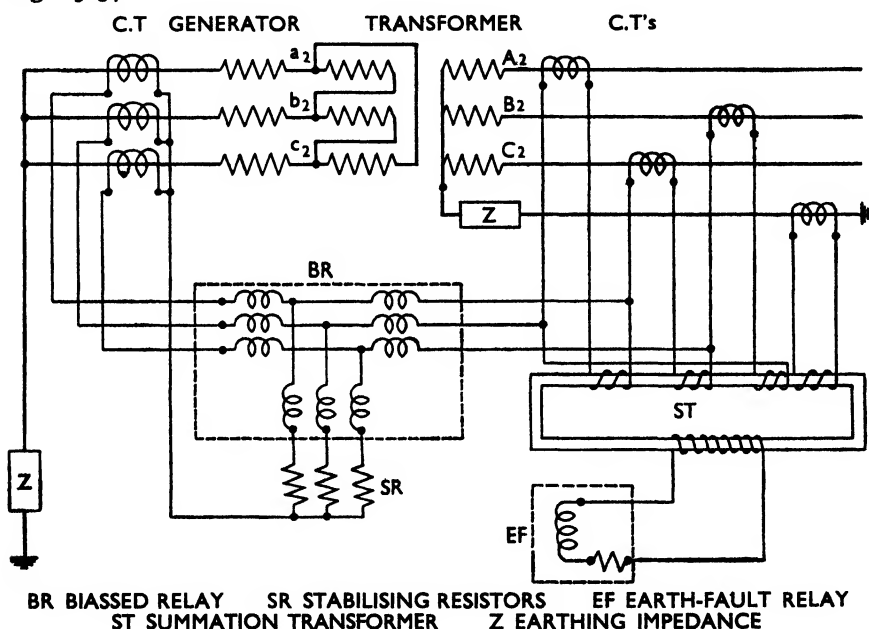 C.T GENERATOR TRANSFORMER C.T's
a2 A2
b2 B2
c2 C2
Z
BR
ST
Z SR
EF
BR BIASSED RELAY SR STABILISING RESISTORS EF EARTH-FAULT RELAY
ST SUMMATION TRANSFORMER Z EARTHING IMPEDANCE